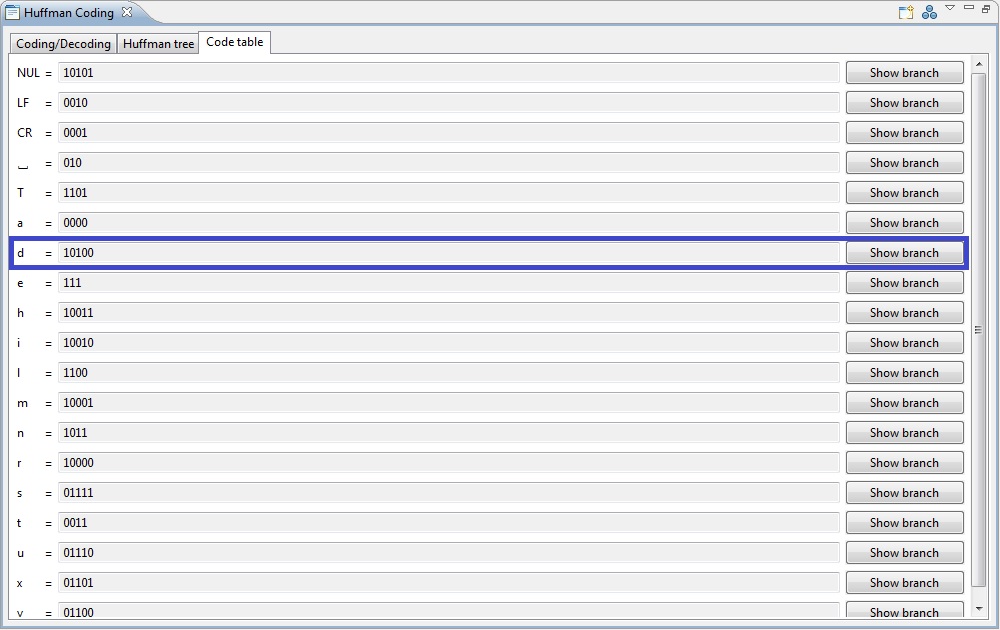 Huffman Coding
Coding/Decoding Huffman tree Code table
NUL = 10101 Show branch
LF = 0010 Show branch
CR = 0001 Show branch
⎵ = 010 Show branch
T = 1101 Show branch
a = 0000 Show branch
d = 10100 Show branch
e = 111 Show branch
h = 10011 Show branch
i = 10010 Show branch
l = 1100 Show branch
m = 10001 Show branch
n = 1011 Show branch
r = 10000 Show branch
s = 01111 Show branch
t = 0011 Show branch
u = 01110 Show branch
x = 01101 Show branch
= 01100 Show branch